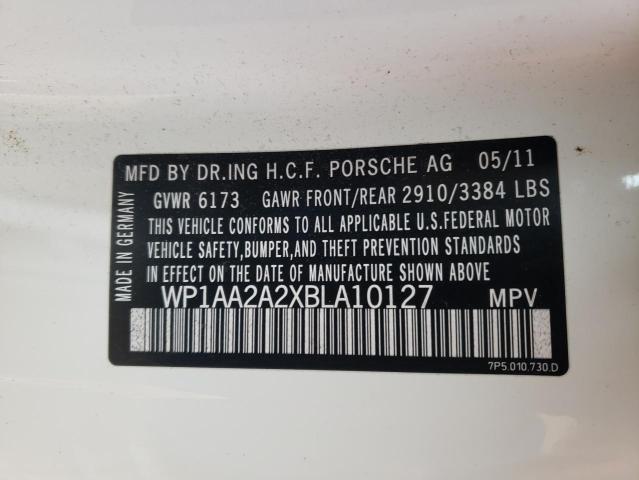 MFD BY DR.ING H.C.F. PORSCHE AG 05/11
GVWR 6173 GAWR FRONT/REAR 2910/3384 LBS
THIS VEHICLE CONFORMS TO ALL APPLICABLE U.S.FEDERAL MOTOR
VEHICLE SAFETY,BUMPER,AND THEFT PREVENTION STANDARDS
IN EFFECT ON THE DATE OF MANUFACTURE SHOWN ABOVE
WP1AA2A2XBLA10127 MPV
7P5.010.730.D
MADE IN GERMANY